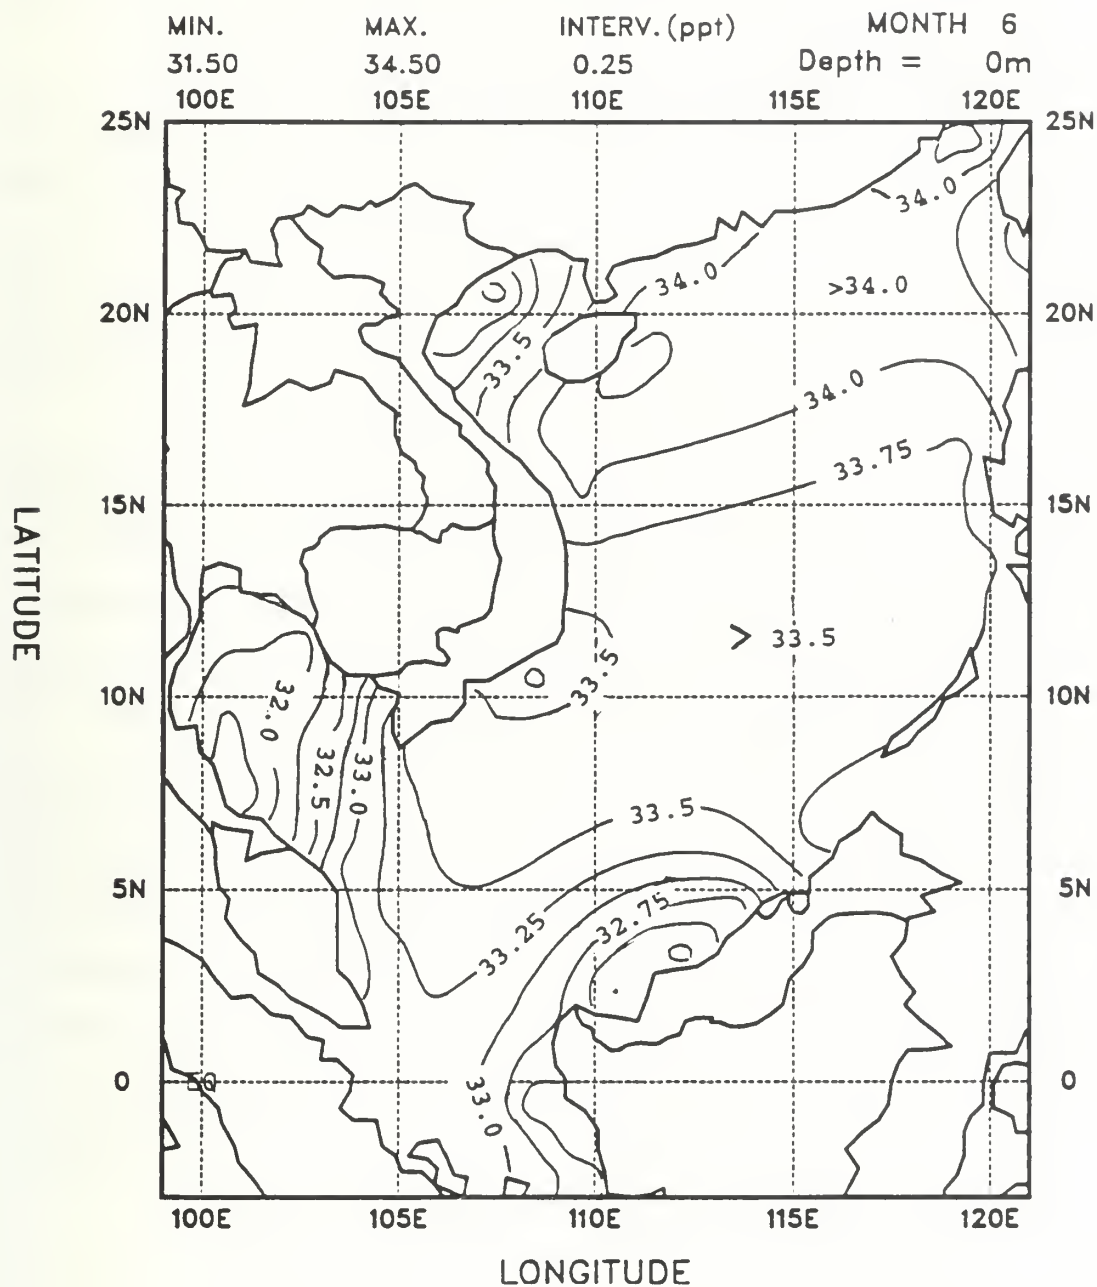 MIN. MAX. INTERV.(ppt) MONTH 6
31.50 34.50 0.25 Depth = 0m
100E 105E 110E 115E 120E
25N 25N
34.0
34.0 >34.0
20N 20N
33.5
34.0
33.75
15N 15N
> 33.5
33.5
10N 10N
32.0
32.5 33.0
33.5
5N 5N
32.75
33.25
0 EQ 0
33.0
100E 105E 110E 115E 120E
LONGITUDE
LATITUDE